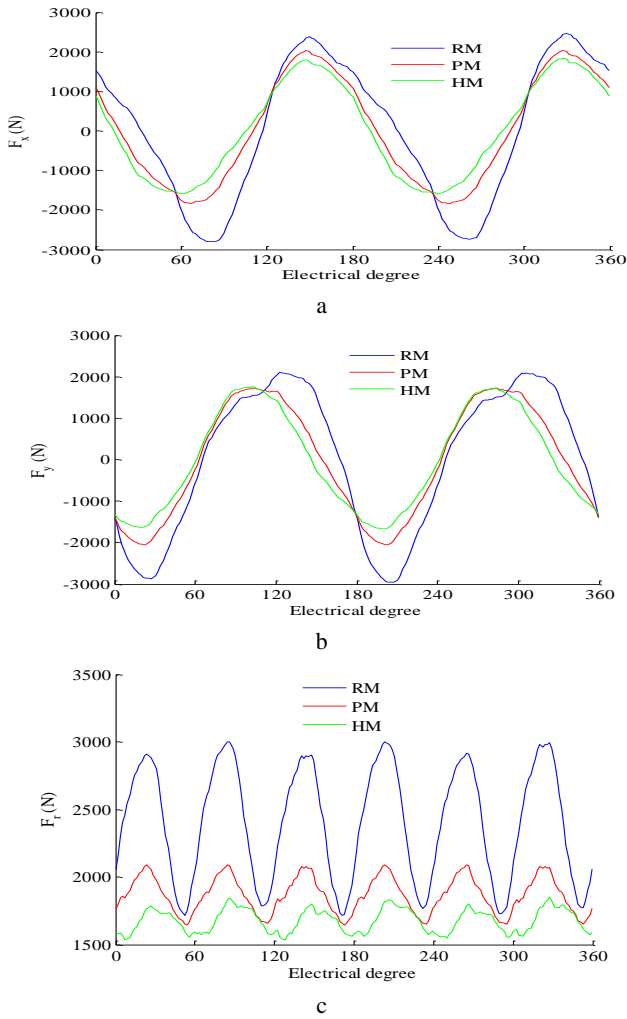 3000
2000
1000
0
-1000
-2000
-3000
F_x (N)
RM
PM
HM
0 60 120 180 240 300 360
Electrical degree
a
3000
2000
1000
0
-1000
-2000
-3000
F_y (N)
RM
PM
HM
0 60 120 180 240 300 360
Electrical degree
b
3500
3000
2500
2000
1500
F_r (N)
RM
PM
HM
0 60 120 180 240 300 360
Electrical degree
c